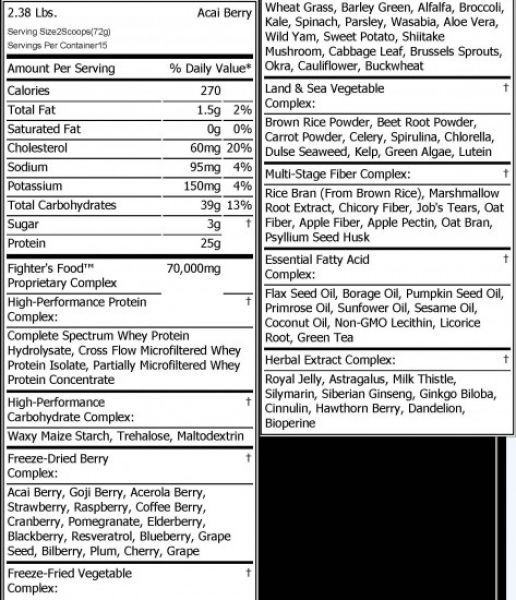 2.38 Lbs. Acai Berry
Serving Size2Scoops(72g)
Servings Per Container15
Amount Per Serving % Daily Value*
Calories 270
Total Fat 1.5g 2%
Saturated Fat 0g 0%
Cholesterol 60mg 20%
Sodium 95mg 4%
Potassium 150mg 4%
Total Carbohydrates 39g 13%
Sugar 3g †
Protein 25g
Fighter's Food™ 70,000mg
Proprietary Complex
High-Performance Protein †
Complex:
Complete Spectrum Whey Protein
Hydrolysate, Cross Flow Microfiltered Whey
Protein Isolate, Partially Microfiltered Whey
Protein Concentrate
High-Performance †
Carbohydrate Complex:
Waxy Maize Starch, Trehalose, Maltodextrin
Freeze-Dried Berry †
Complex:
Acai Berry, Goji Berry, Acerola Berry,
Strawberry, Raspberry, Coffee Berry,
Cranberry, Pomegranate, Elderberry,
Blackberry, Resveratrol, Blueberry, Grape
Seed, Bilberry, Plum, Cherry, Grape
Freeze-Fried Vegetable †
Complex:
Wheat Grass, Barley Green, Alfalfa, Broccoli,
Kale, Spinach, Parsley, Wasabia, Aloe Vera,
Wild Yam, Sweet Potato, Shiitake
Mushroom, Cabbage Leaf, Brussels Sprouts,
Okra, Cauliflower, Buckwheat
Land & Sea Vegetable †
Complex:
Brown Rice Powder, Beet Root Powder,
Carrot Powder, Celery, Spirulina, Chlorella,
Dulse Seaweed, Kelp, Green Algae, Lutein
Multi-Stage Fiber Complex: †
Rice Bran (From Brown Rice), Marshmallow
Root Extract, Chicory Fiber, Job's Tears, Oat
Fiber, Apple Fiber, Apple Pectin, Oat Bran,
Psyllium Seed Husk
Essential Fatty Acid †
Complex:
Flax Seed Oil, Borage Oil, Pumpkin Seed Oil,
Primrose Oil, Sunfower Oil, Sesame Oil,
Coconut Oil, Non-GMO Lecithin, Licorice
Root, Green Tea
Herbal Extract Complex: †
Royal Jelly, Astragalus, Milk Thistle,
Silymarin, Siberian Ginseng, Ginkgo Biloba,
Cinnulin, Hawthorn Berry, Dandelion,
Bioperine